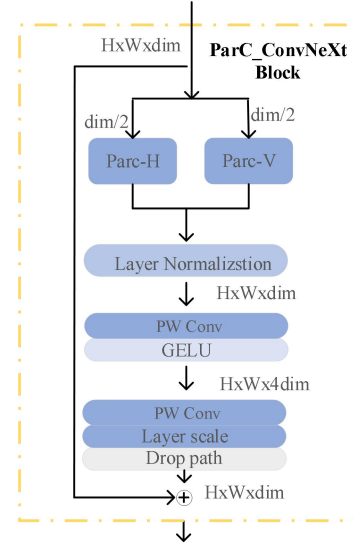 HxWxdim
ParC_ConvNeXt
Block
dim/2
dim/2
Parc-H
Parc-V
Layer Normalizstion
HxWxdim
PW Conv
GELU
HxWx4dim
PW Conv
Layer scale
Drop path
HxWxdim